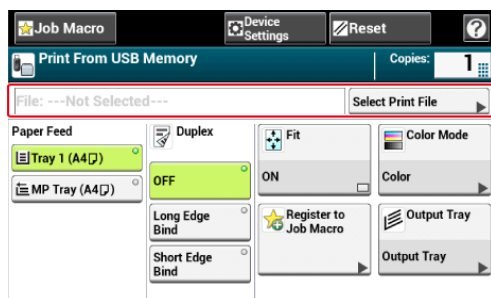 Job Macro
Device
Settings
Reset
?
Print From USB Memory
Copies:
1
File: ---Not Selected---
Select Print File
Paper Feed
Tray 1 (A4)
MP Tray (A4)
Duplex
OFF
Long Edge
Bind
Short Edge
Bind
Fit
ON
Color Mode
Color
Register to
Job Macro
Output Tray
Output Tray